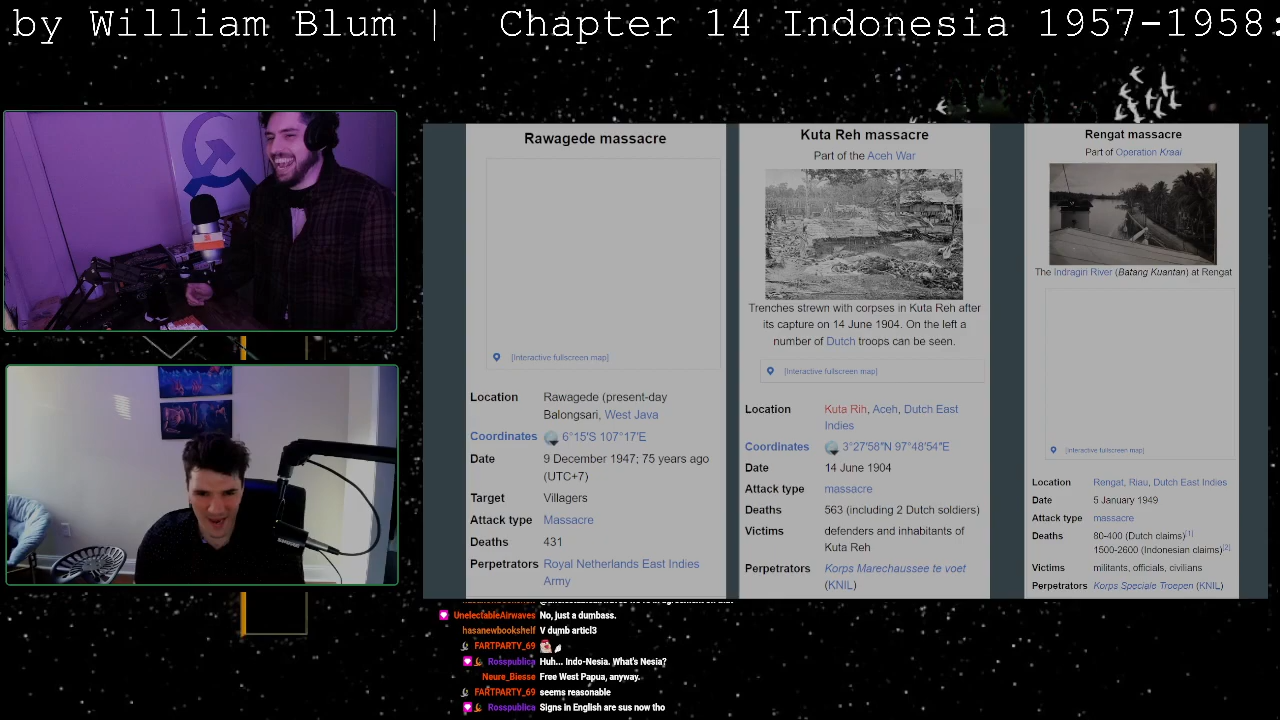 by William Blum | Chapter 14 Indonesia 1957-1958:
Rawagede massacre
[Interactive fullscreen map]
Location Rawagede (present-day
Balongsari, West Java
Coordinates 6°15′S 107°17′E
Date 9 December 1947; 75 years ago
(UTC+7)
Target Villagers
Attack type Massacre
Deaths 431
Perpetrators Royal Netherlands East Indies
Army
Kuta Reh massacre
Part of the Aceh War
Trenches strewn with corpses in Kuta Reh after
its capture on 14 June 1904. On the left a
number of Dutch troops can be seen.
[Interactive fullscreen map]
Location Kuta Rih, Aceh, Dutch East
Indies
Coordinates 3°27′58″N 97°48′54″E
Date 14 June 1904
Attack type massacre
Deaths 563 (including 2 Dutch soldiers)
Victims defenders and inhabitants of
Kuta Reh
Perpetrators Korps Marechaussee te voet
(KNIL)
Rengat massacre
Part of Operation Kraai
The Indragiri River (Batang Kuantan) at Rengat
[Interactive fullscreen map]
Location Rengat, Riau, Dutch East Indies
Date 5 January 1949
Attack type massacre
Deaths 80-400 (Dutch claims)[1]
1500-2600 (Indonesian claims)[2]
Victims militants, officials, civilians
Perpetrators Korps Speciale Troepen (KNIL)
UnelectableAirwaves No, just a dumbass.
hasanewbookshelf V dumb articl3
FARTPARTY_69
Rosspublica Huh... Indo-Nesia. What's Nesia?
Neure_Biesse Free West Papua, anyway.
FARTPARTY_69 seems reasonable
Rosspublica Signs in English are sus now tho